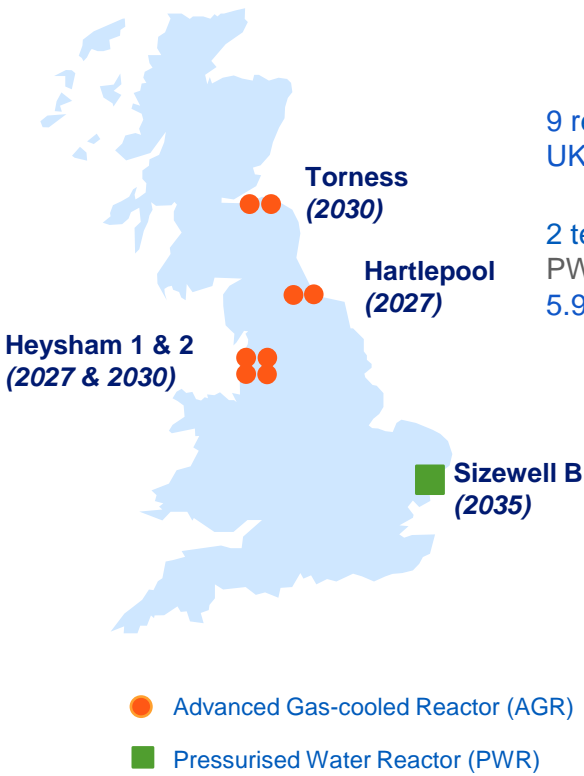 9 re
UK
Torness
(2030)
2 te
PW
5.9
Hartlepool
(2027)
Heysham 1 & 2
(2027 & 2030)
Sizewell B
(2035)
Advanced Gas-cooled Reactor (AGR)
Pressurised Water Reactor (PWR)